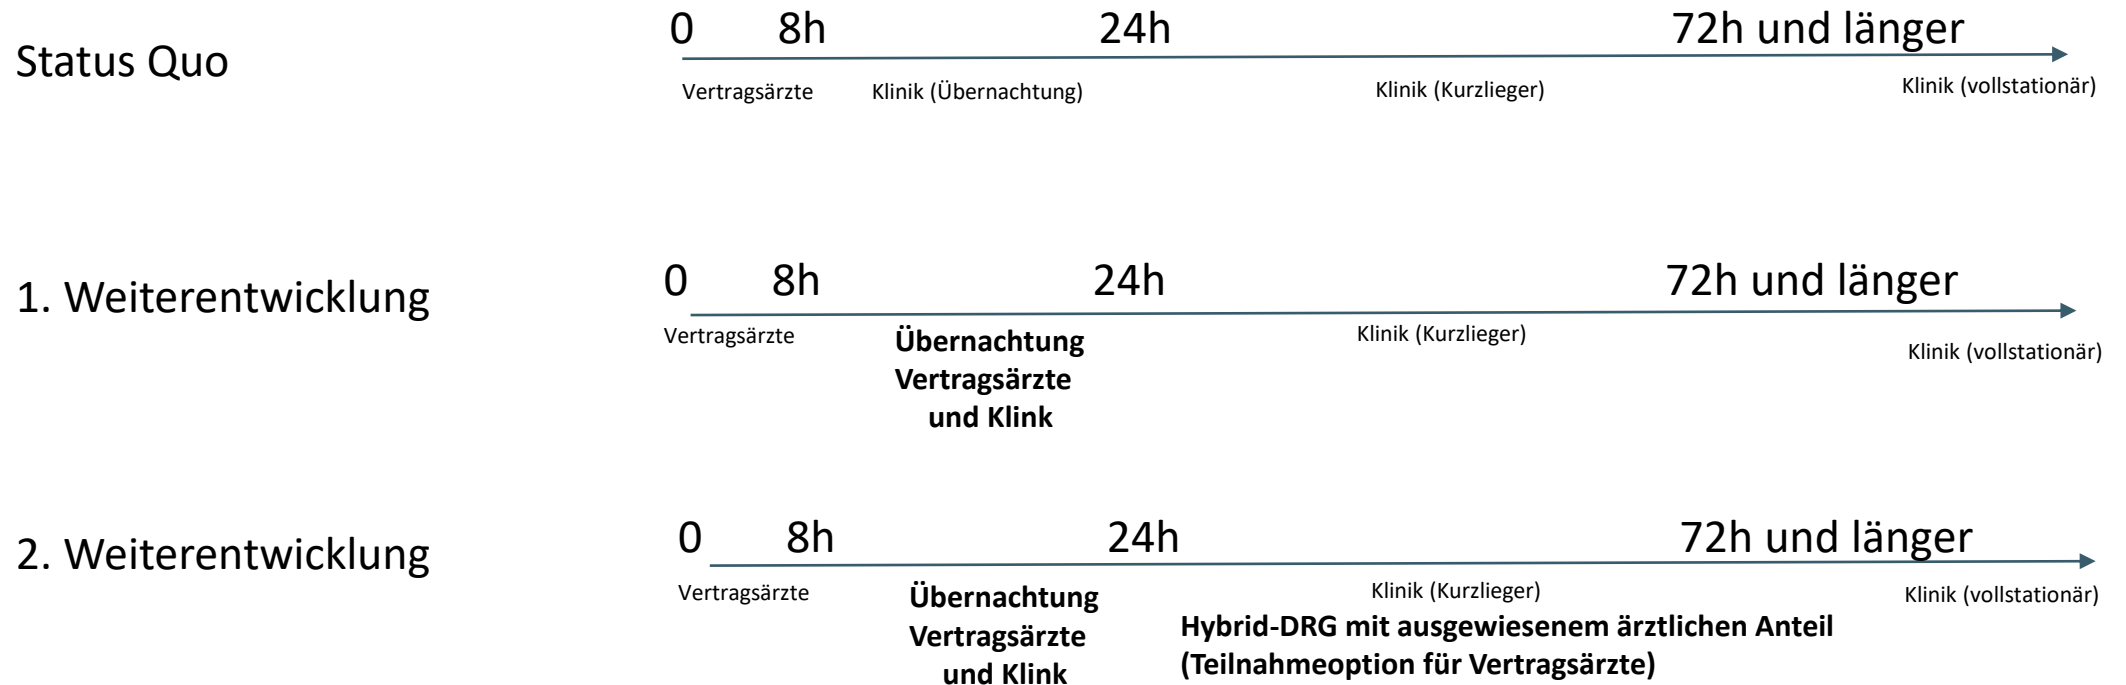 Status Quo
0 8h 24h 72h und länger
Vertragsärzte Klinik (Übernachtung) Klinik (Kurzlieger) Klinik (vollstationär)
1. Weiterentwicklung
0 8h 24h 72h und länger
Vertragsärzte Klinik (Kurzlieger) Klinik (vollstationär)
Übernachtung
Vertragsärzte
und Klink
2. Weiterentwicklung
0 8h 24h 72h und länger
Vertragsärzte Klinik (Kurzlieger) Klinik (vollstationär)
Übernachtung
Vertragsärzte
und Klink
Hybrid-DRG mit ausgewiesenem ärztlichen Anteil
(Teilnahmeoption für Vertragsärzte)